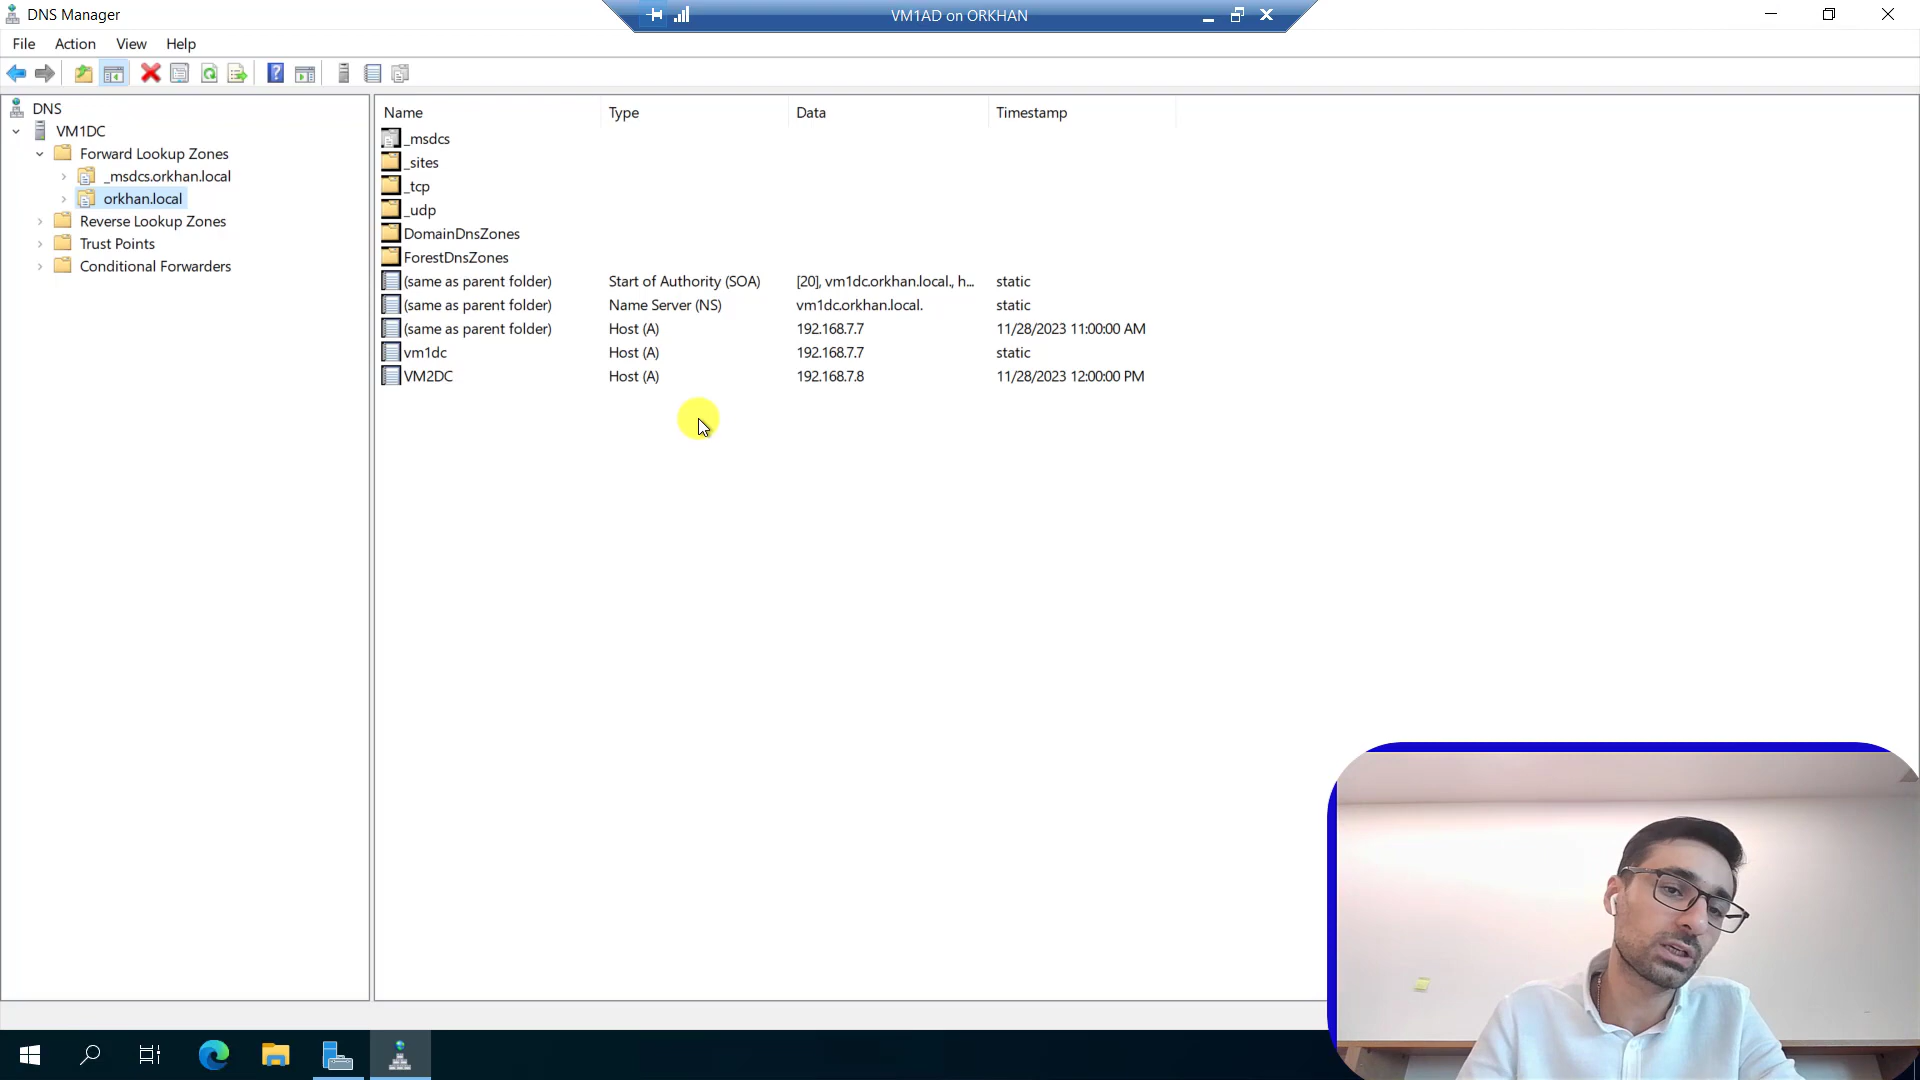 DNS Manager
VM1AD on ORKHAN
File Action View Help
DNS
VM1DC
Forward Lookup Zones
_msdcs.orkhan.local
orkhan.local
Reverse Lookup Zones
Trust Points
Conditional Forwarders
Name Type Data Timestamp
_msdcs
_sites
_tcp
_udp
DomainDnsZones
ForestDnsZones
(same as parent folder) Start of Authority (SOA) [20], vm1dc.orkhan.local., h... static
(same as parent folder) Name Server (NS) vm1dc.orkhan.local. static
(same as parent folder) Host (A) 192.168.7.7 11/28/2023 11:00:00 AM
vm1dc Host (A) 192.168.7.7 static
VM2DC Host (A) 192.168.7.8 11/28/2023 12:00:00 PM